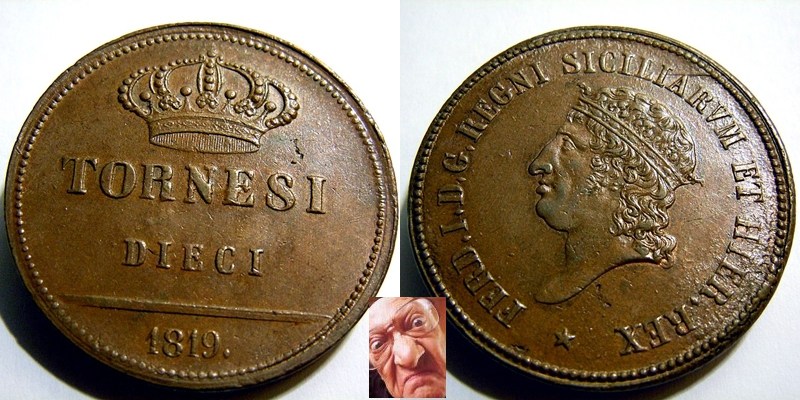 TORNESI
DIECI
1819.
FERD.I.D.G.REGNI SICILIARVM ET HIER.REX